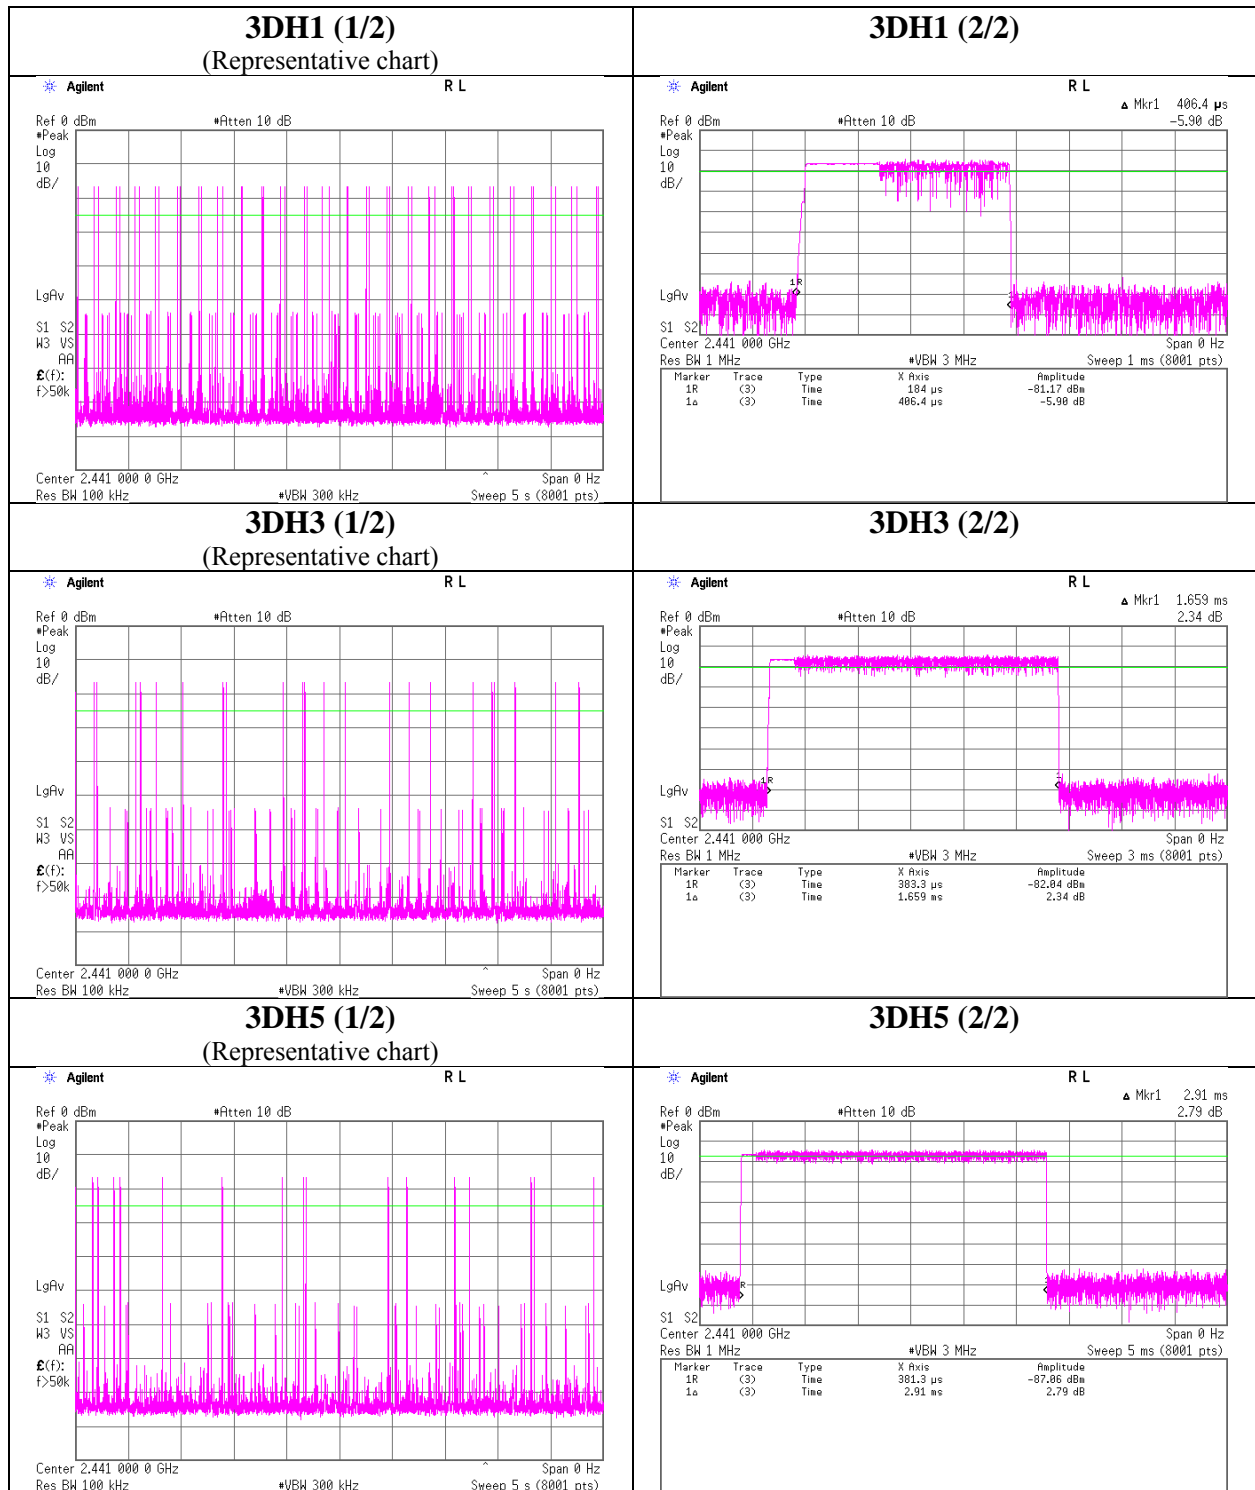 3DH1 (1/2)
(Representative chart)
3DH1 (2/2)
Agilent
R L
Ref 0 dBm
#Atten 10 dB
#Peak
Log
10
dB/
LgAv
S1 S2
W3 VS
AA
£(f):
f>50k
Center 2.441 000 0 GHz
Span 0 Hz
Res BW 100 kHz
#VBW 300 kHz
Sweep 5 s (8001 pts)
Agilent
R L
Δ Mkr1 406.4 µs
Ref 0 dBm
#Atten 10 dB
-5.90 dB
#Peak
Log
10
dB/
1R
1
LgAv
S1 S2
Center 2.441 000 GHz
Span 0 Hz
Res BW 1 MHz
#VBW 3 MHz
Sweep 1 ms (8001 pts)
Marker Trace Type X Axis Amplitude
1R (3) Time 184 µs -81.17 dBm
1Δ (3) Time 406.4 µs -5.90 dB
3DH3 (1/2)
(Representative chart)
3DH3 (2/2)
Agilent
R L
Ref 0 dBm
#Atten 10 dB
#Peak
Log
10
dB/
LgAv
S1 S2
W3 VS
AA
£(f):
f>50k
Center 2.441 000 0 GHz
Span 0 Hz
Res BW 100 kHz
#VBW 300 kHz
Sweep 5 s (8001 pts)
Agilent
R L
Δ Mkr1 1.659 ms
Ref 0 dBm
#Atten 10 dB
2.34 dB
#Peak
Log
10
dB/
1R
1
LgAv
S1 S2
Center 2.441 000 GHz
Span 0 Hz
Res BW 1 MHz
#VBW 3 MHz
Sweep 3 ms (8001 pts)
Marker Trace Type X Axis Amplitude
1R (3) Time 383.3 µs -82.04 dBm
1Δ (3) Time 1.659 ms 2.34 dB
3DH5 (1/2)
(Representative chart)
3DH5 (2/2)
Agilent
R L
Ref 0 dBm
#Atten 10 dB
#Peak
Log
10
dB/
LgAv
S1 S2
W3 VS
AA
£(f):
f>50k
Center 2.441 000 0 GHz
Span 0 Hz
Res BW 100 kHz
#VBW 300 kHz
Sweep 5 s (8001 pts)
Agilent
R L
Δ Mkr1 2.91 ms
Ref 0 dBm
#Atten 10 dB
2.79 dB
#Peak
Log
10
dB/
R
1
LgAv
S1 S2
Center 2.441 000 GHz
Span 0 Hz
Res BW 1 MHz
#VBW 3 MHz
Sweep 5 ms (8001 pts)
Marker Trace Type X Axis Amplitude
1R (3) Time 381.3 µs -87.06 dBm
1Δ (3) Time 2.91 ms 2.79 dB